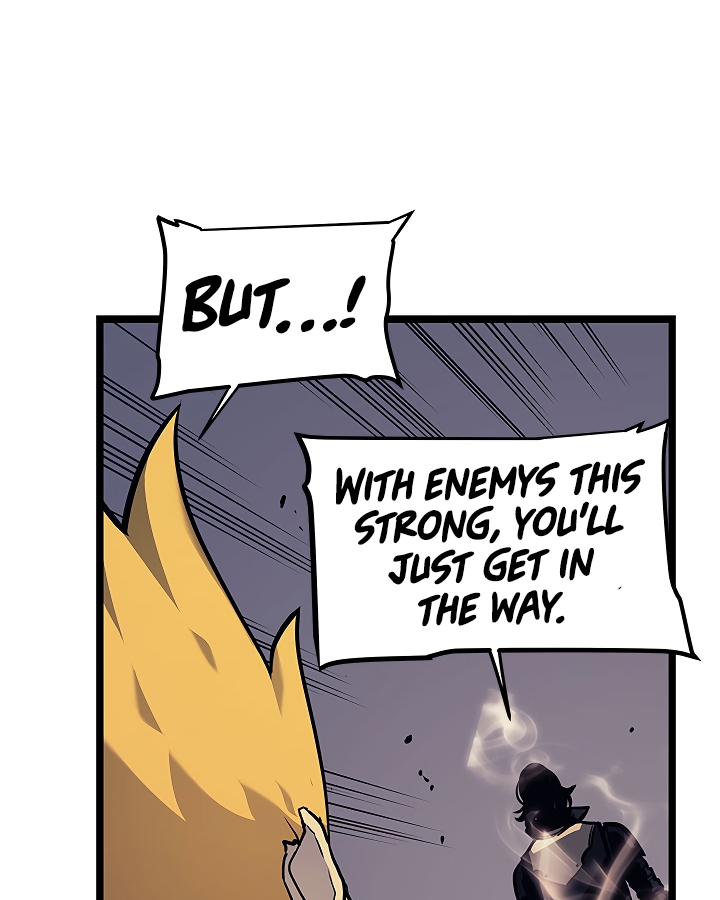 BUT...!
WITH ENEMYS THIS
STRONG, YOU'LL
JUST GET IN
THE WAY.